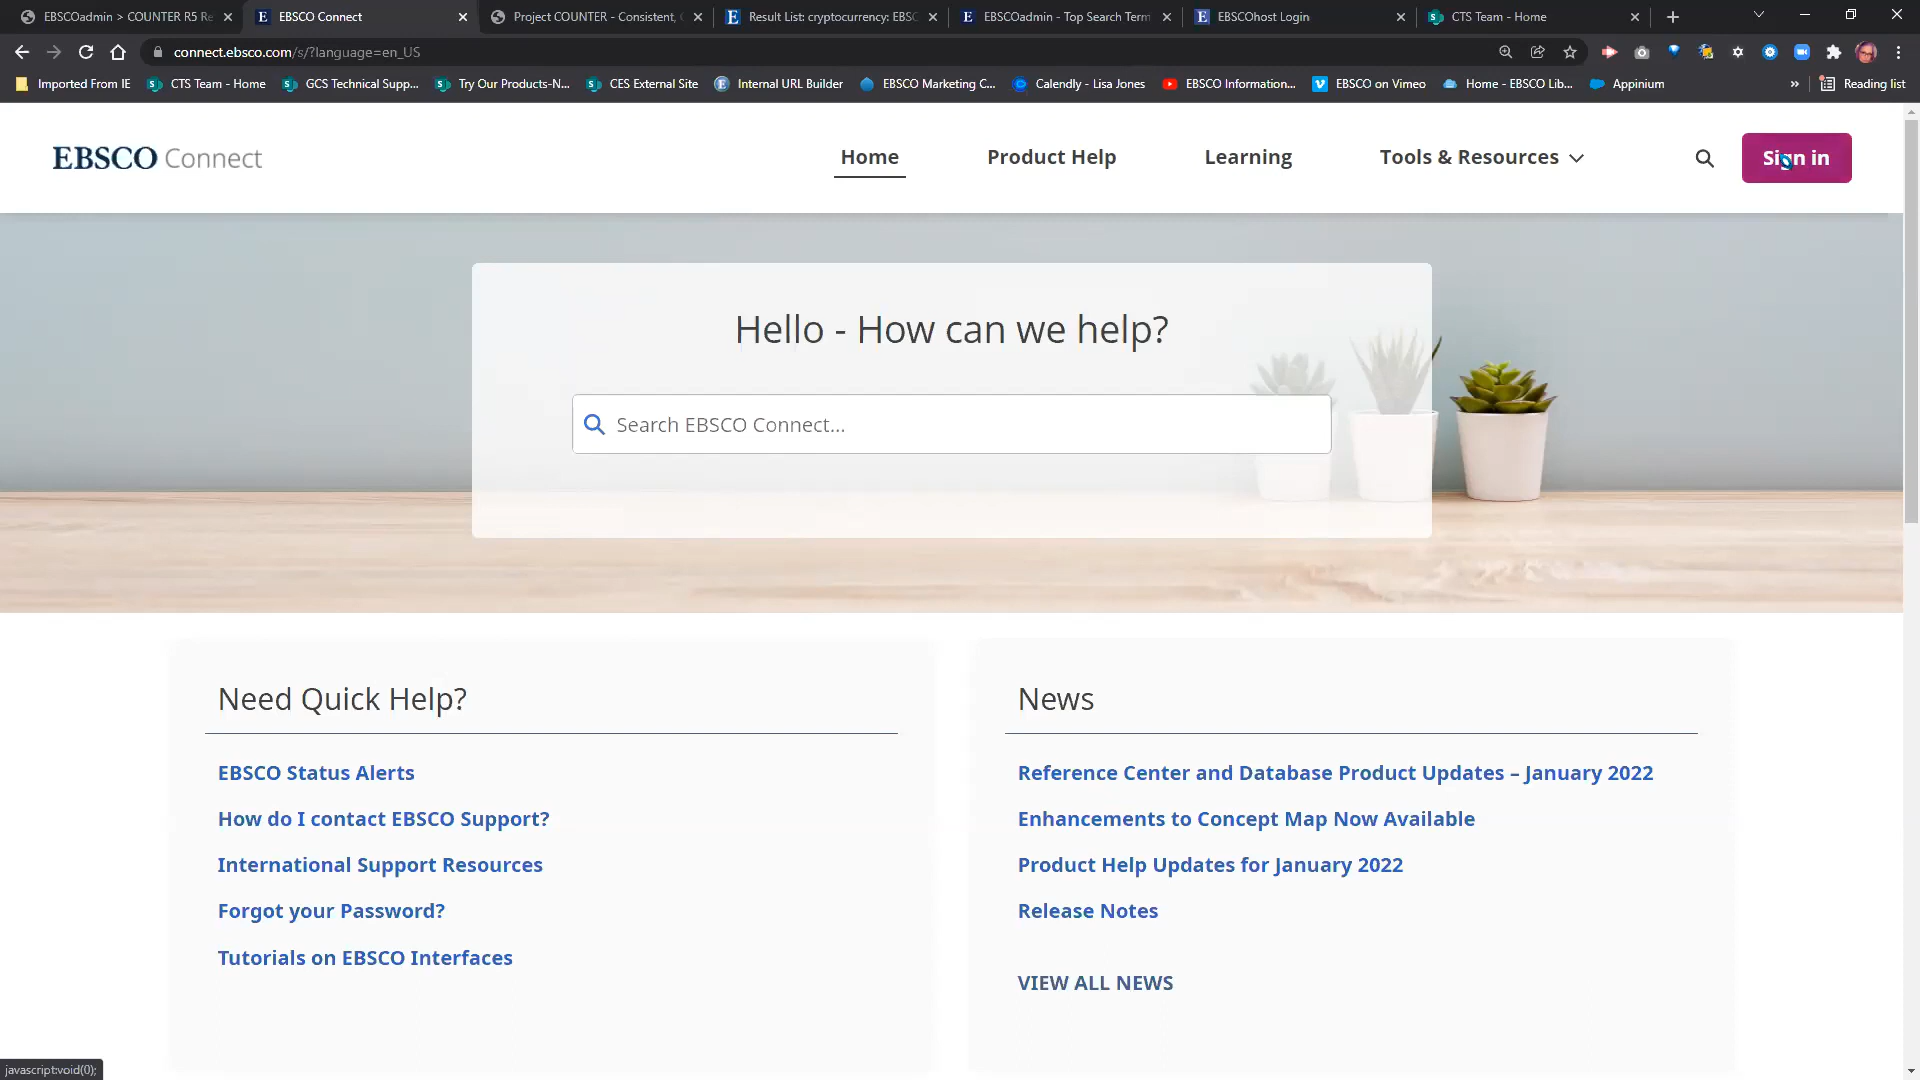 EBSCOadmin > COUNTER R5 Re
EBSCO Connect
Project COUNTER - Consistent, C
Result List: cryptocurrency: EBSC
EBSCOadmin - Top Search Term
EBSCOhost Login
CTS Team - Home
connect.ebsco.com/s/?language=en_US
Imported From IE
CTS Team - Home
GCS Technical Supp...
Try Our Products-N...
CES External Site
Internal URL Builder
EBSCO Marketing C...
Calendly - Lisa Jones
EBSCO Information...
EBSCO on Vimeo
Home - EBSCO Lib...
Appinium
»
Reading list
EBSCO Connect
Home
Product Help
Learning
Tools & Resources
Sign in
Hello - How can we help?
Search EBSCO Connect...
Need Quick Help?
EBSCO Status Alerts
How do I contact EBSCO Support?
International Support Resources
Forgot your Password?
Tutorials on EBSCO Interfaces
News
Reference Center and Database Product Updates – January 2022
Enhancements to Concept Map Now Available
Product Help Updates for January 2022
Release Notes
VIEW ALL NEWS
javascript:void(0);